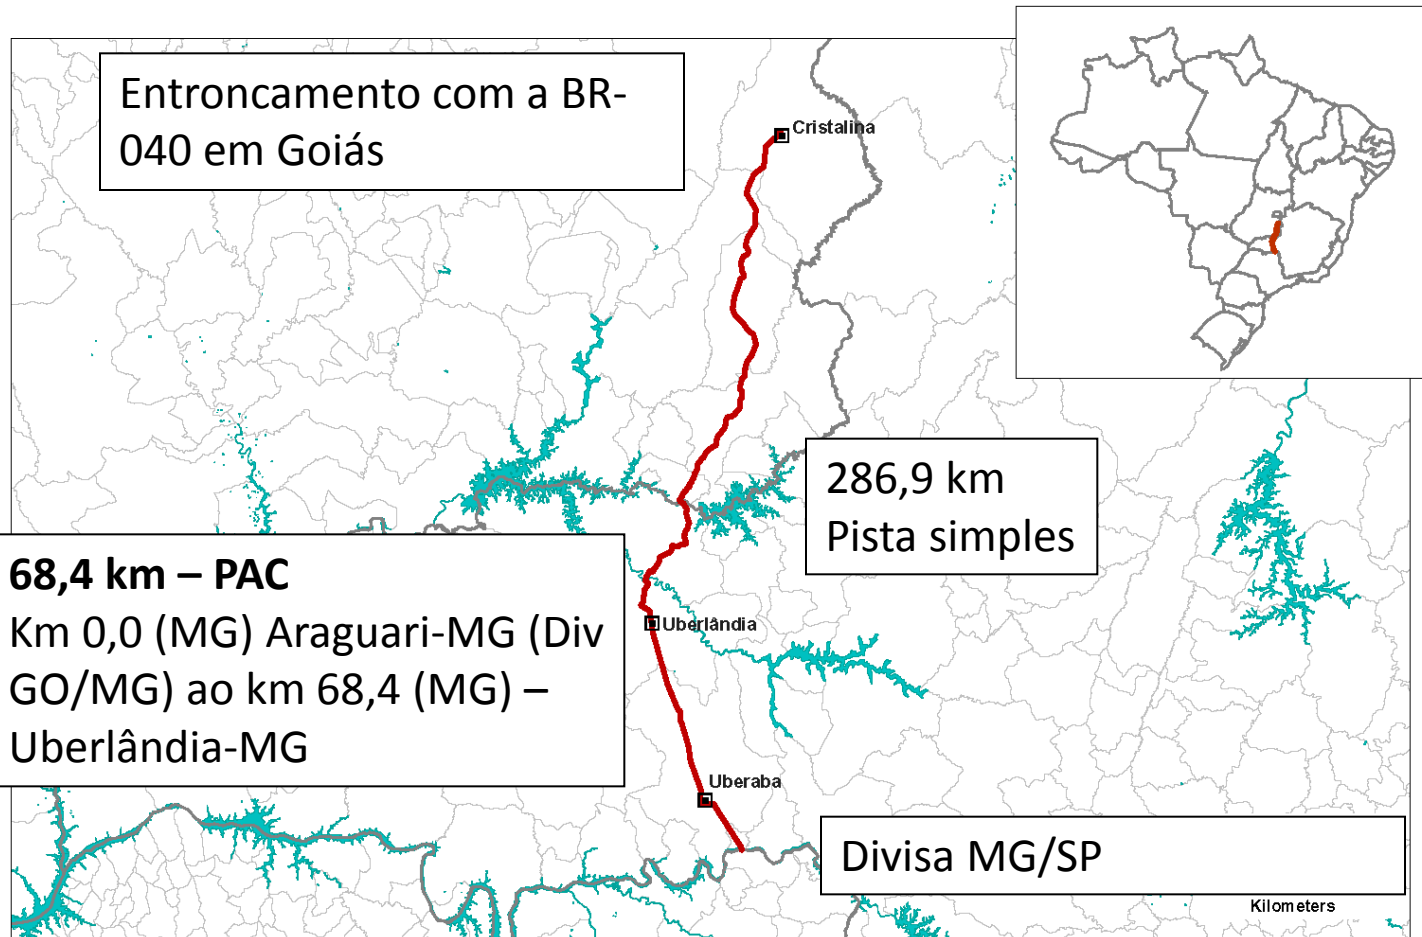 Entroncamento com a BR-
040 em Goiás
Cristalina
286,9 km
Pista simples
68,4 km – PAC
Km 0,0 (MG) Araguari-MG (Div
GO/MG) ao km 68,4 (MG) –
Uberlândia-MG
Uberlândia
Uberaba
Divisa MG/SP
Kilometers